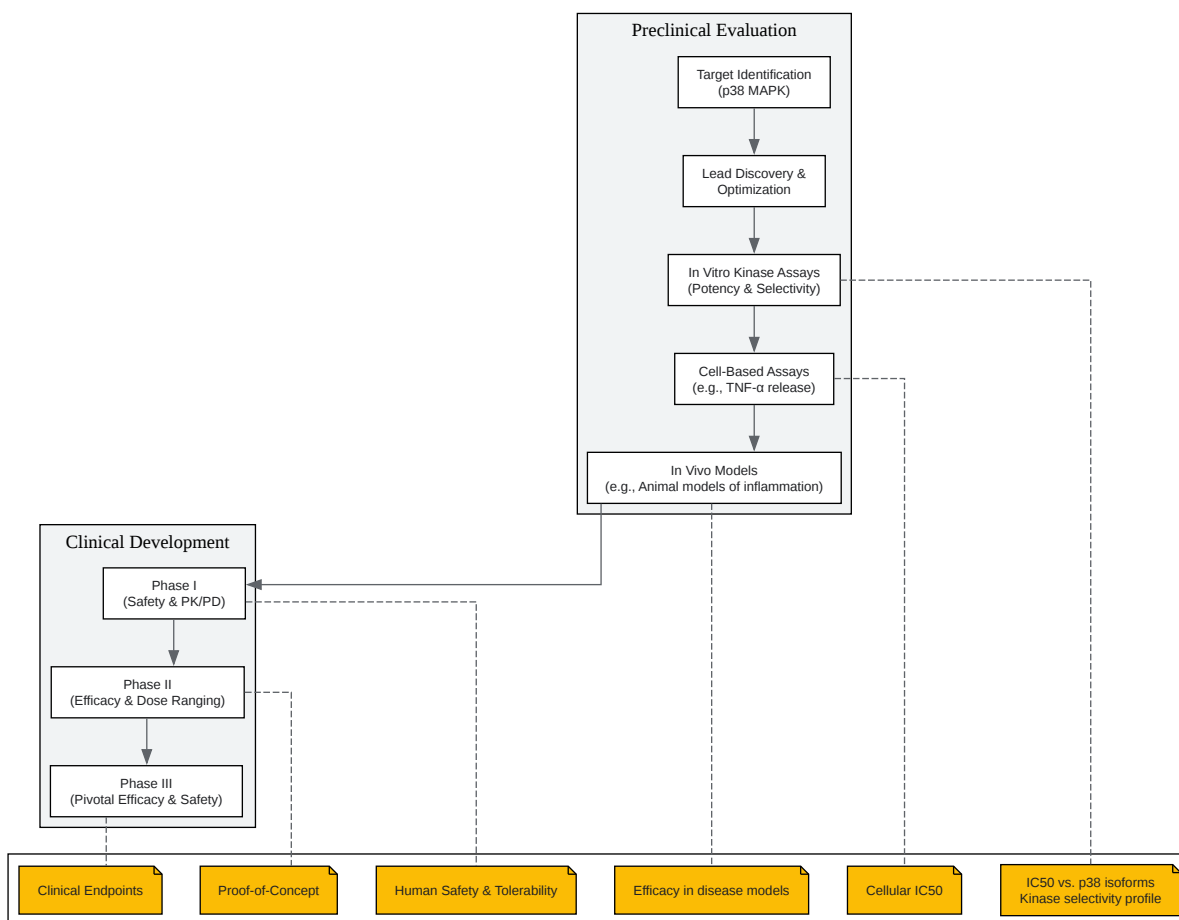 Preclinical Evaluation
Target Identification
(p38 MAPK)
Lead Discovery &
Optimization
In Vitro Kinase Assays
(Potency & Selectivity)
Cell-Based Assays
(e.g., TNF-α release)
In Vivo Models
(e.g., Animal models of inflammation)
Clinical Development
Phase I
(Safety & PK/PD)
Phase II
(Efficacy & Dose Ranging)
Phase III
(Pivotal Efficacy & Safety)
Clinical Endpoints
Proof-of-Concept
Human Safety & Tolerability
Efficacy in disease models
Cellular IC50
IC50 vs. p38 isoforms
Kinase selectivity profile